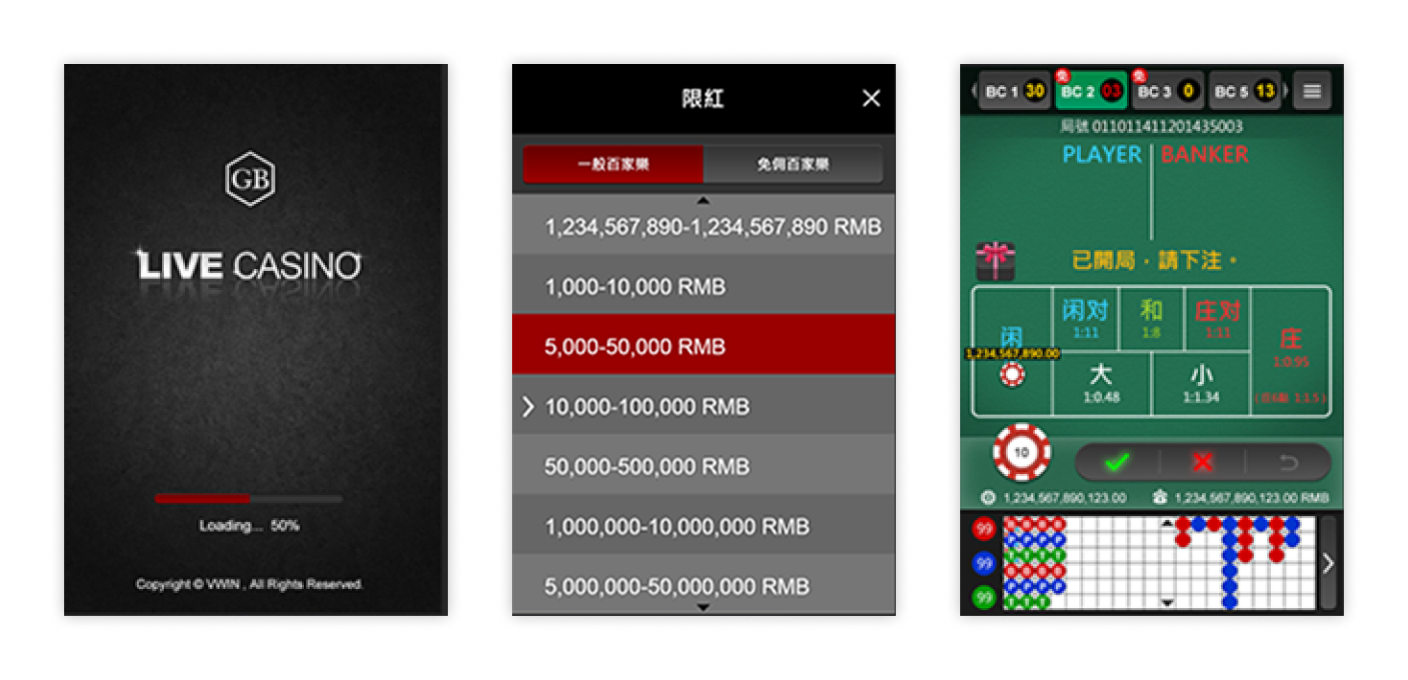 GB
LIVE CASINO
Loading... 50%
Copyright © VWIN , All Rights Reserved.
限紅
一般百家樂
免佣百家樂
1,234,567,890-1,234,567,890 RMB
1,000-10,000 RMB
5,000-50,000 RMB
10,000-100,000 RMB
50,000-500,000 RMB
1,000,000-10,000,000 RMB
5,000,000-50,000,000 RMB
BC 1 30
免 BC 2 03
免 BC 3 0
BC 5 13
局號 011011411201435003
PLAYER BANKER
已開局，請下注。
闲对 和 庄对
1:11 1:8 1:11
闲 庄
1,234,567,890.00 1:0.95
大 小
1:0.48 1:1.34
10
1,234,567,890,123.00 1,234,567,890,123.00 RMB
99
99
99